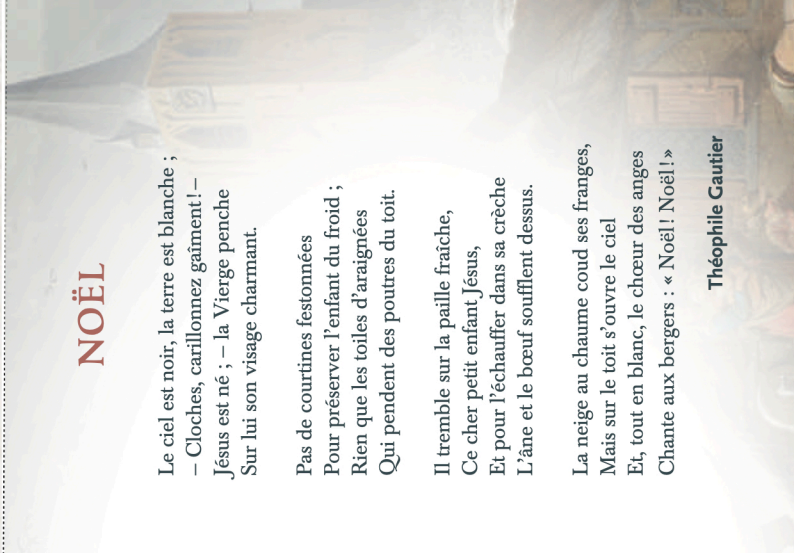 NOËL
Le ciel est noir, la terre est blanche ;
– Cloches, carillonnez gaîment ! –
Jésus est né ; – la Vierge penche
Sur lui son visage charmant.
Pas de courtines festonnées
Pour préserver l'enfant du froid ;
Rien que les toiles d'araignées
Qui pendent des poutres du toit.
Il tremble sur la paille fraîche,
Ce cher petit enfant Jésus,
Et pour l'échauffer dans sa crèche
L'âne et le bœuf soufflent dessus.
La neige au chaume coud ses franges,
Mais sur le toit s'ouvre le ciel
Et, tout en blanc, le chœur des anges
Chante aux bergers : « Noël ! Noël ! »
Théophile Gautier